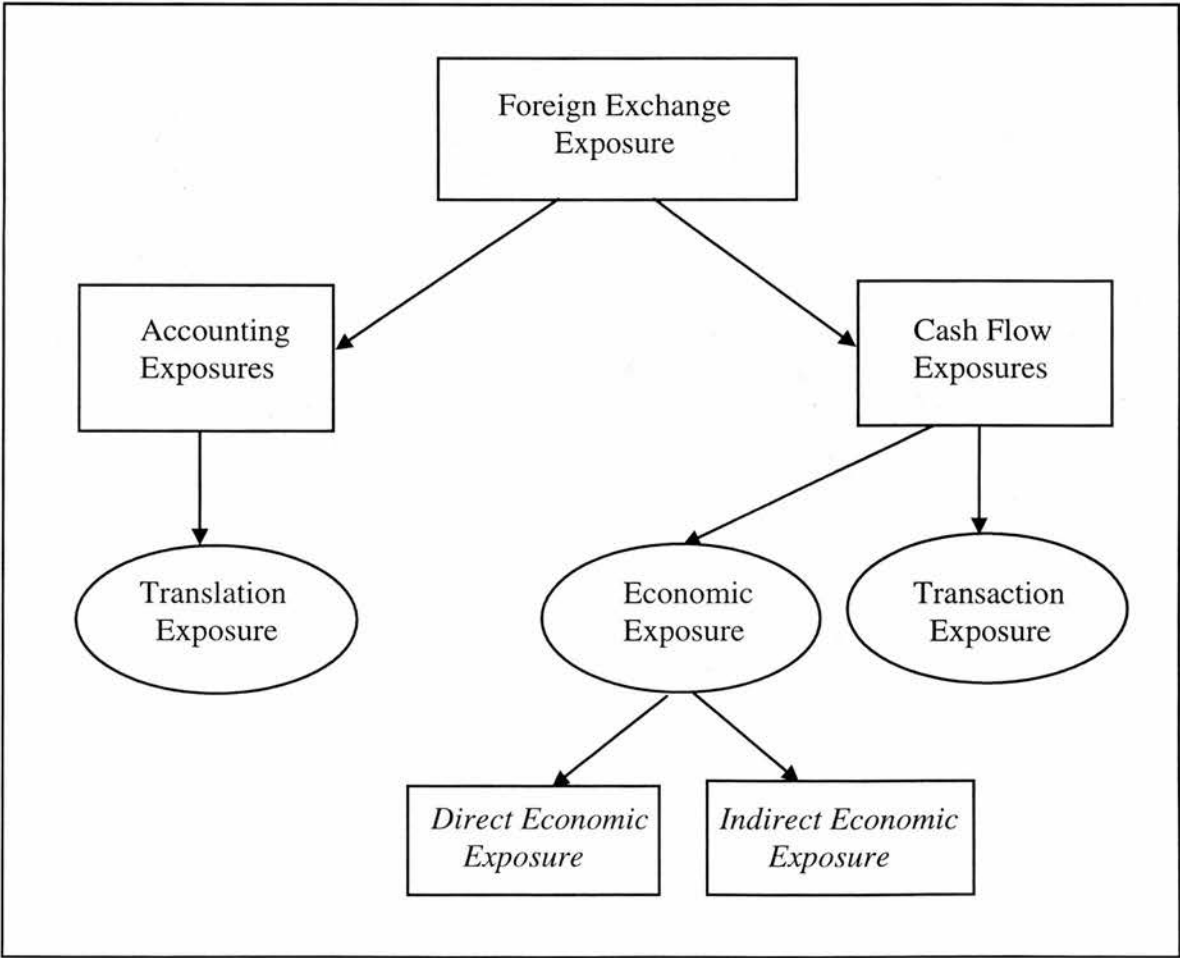 Foreign Exchange
Exposure
Accounting
Exposures
Cash Flow
Exposures
Translation
Exposure
Economic
Exposure
Transaction
Exposure
Direct Economic
Exposure
Indirect Economic
Exposure